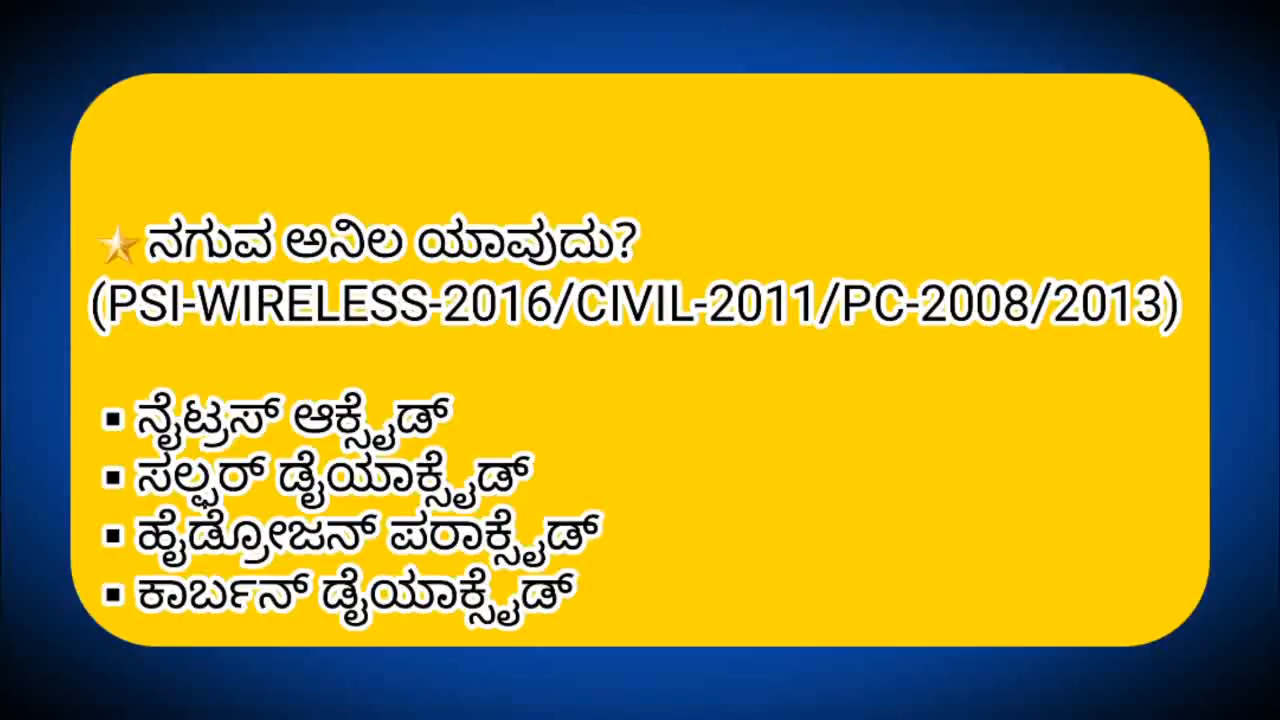 ⭐ನಗುವ ಅನಿಲ ಯಾವುದು?
(PSI-WIRELESS-2016/CIVIL-2011/PC-2008/2013)
▪ನೈಟ್ರಸ್ ಆಕ್ಸೈಡ್
▪ಸಲ್ಫರ್ ಡೈಯಾಕ್ಸೈಡ್
▪ಹೈಡ್ರೋಜನ್ ಪರಾಕ್ಸೈಡ್
▪ಕಾರ್ಬನ್ ಡೈಯಾಕ್ಸೈಡ್